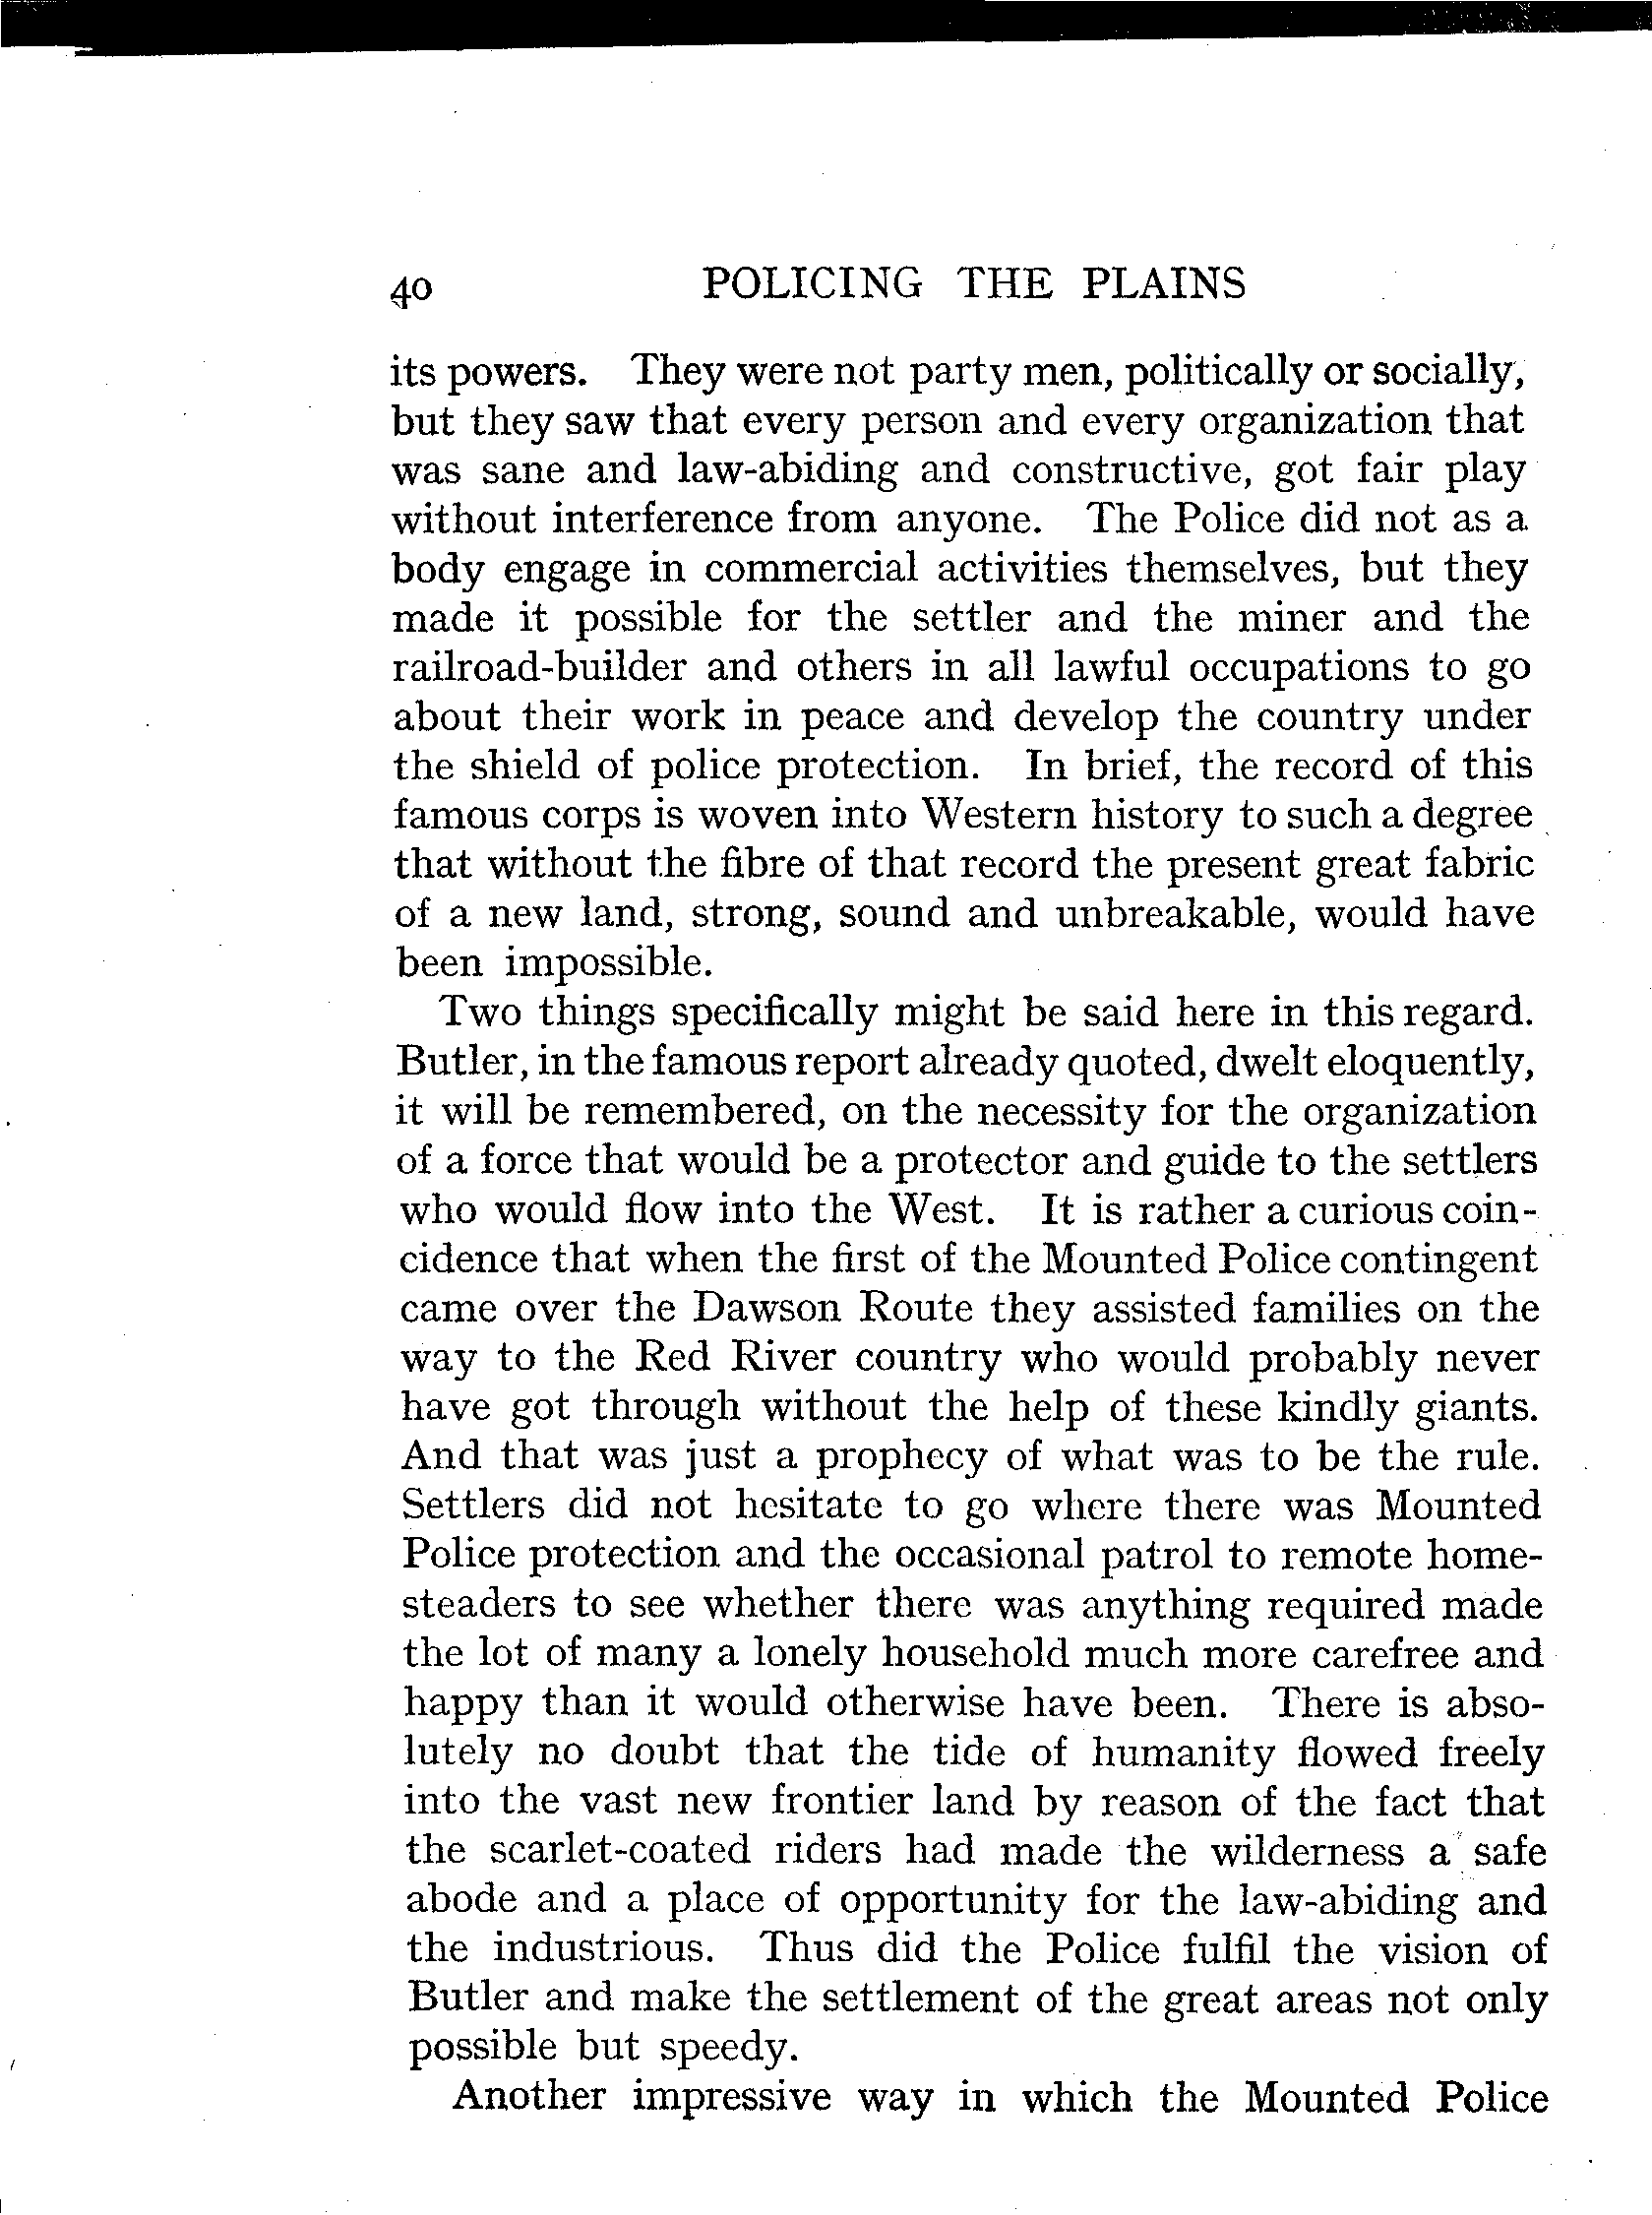 40 POLICING THE PLAINS
its powers. They were not party men, politically or socially,
but they saw that every person and every organization that
was sane and law-abiding and constructive, got fair play
without interference from anyone. The Police did not as a
body engage in commercial activities themselves, but they
made it possible for the settler and the miner and the
railroad-builder and others in all lawful occupations to go
about their work in peace and develop the country under
the shield of police protection. In brief, the record of this
famous corps is woven into Western history to such a degree
that without the fibre of that record the present great fabric
of a new land, strong, sound and unbreakable, would have
been impossible.
Two things specifically might be said here in this regard.
Butler, in the famous report already quoted, dwelt eloquently,
it will be remembered, on the necessity for the organization
of a force that would be a protector and guide to the settlers
who would flow into the West. It is rather a curious coin-
cidence that when the first of the Mounted Police contingent
came over the Dawson Route they assisted families on the
way to the Red River country who would probably never
have got through without the help of these kindly giants.
And that was just a prophecy of what was to be the rule.
Settlers did not hesitate to go where there was Mounted
Police protection and the occasional patrol to remote home-
steaders to see whether there was anything required made
the lot of many a lonely household much more carefree and
happy than it would otherwise have been. There is abso-
lutely no doubt that the tide of humanity flowed freely
into the vast new frontier land by reason of the fact that
the scarlet-coated riders had made the wilderness a safe
abode and a place of opportunity for the law-abiding and
the industrious. Thus did the Police fulfil the vision of
Butler and make the settlement of the great areas not only
possible but speedy.
Another impressive way in which the Mounted Police